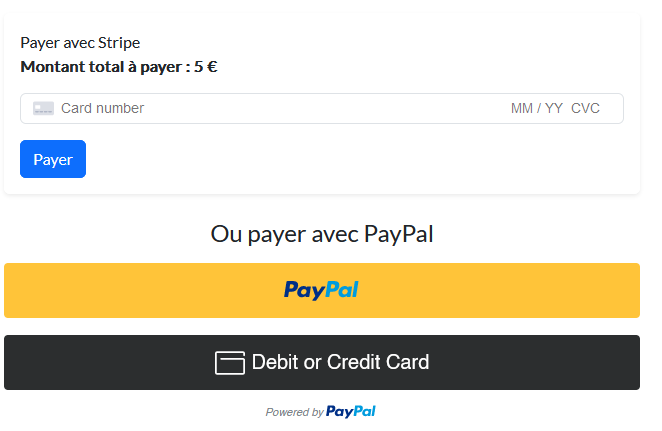 Payer avec Stripe
Montant total à payer : 5 €
Card number MM / YY CVC
Payer
Ou payer avec PayPal
PayPal
Debit or Credit Card
Powered by PayPal